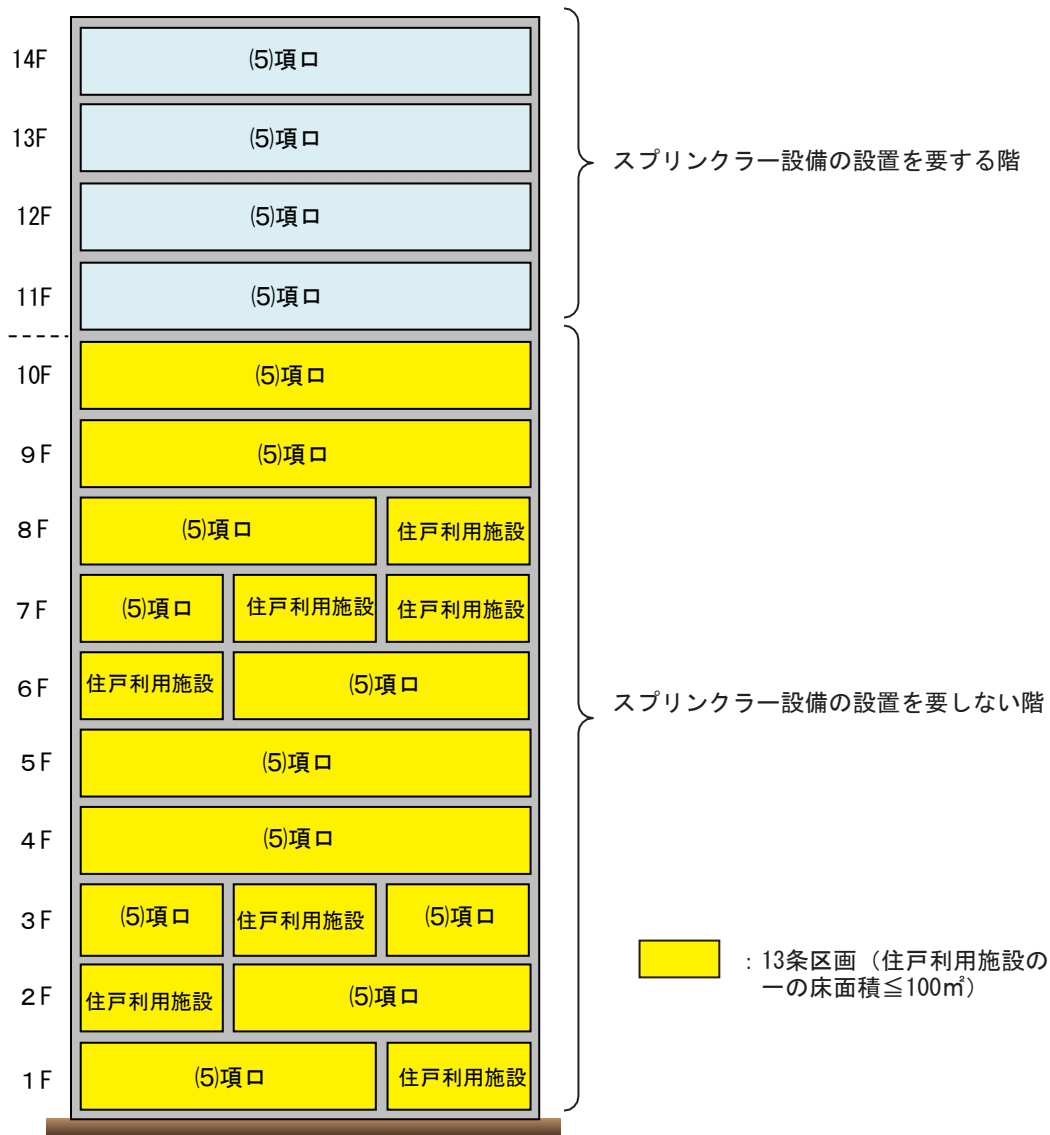 14F
⑸項ロ
13F
⑸項ロ
スプリンクラー設備の設置を要する階
12F
⑸項ロ
11F
⑸項ロ
10F
⑸項ロ
9F
⑸項ロ
8F
⑸項ロ
住戸利用施設
7F
⑸項ロ
住戸利用施設
住戸利用施設
6F
住戸利用施設
⑸項ロ
スプリンクラー設備の設置を要しない階
5F
⑸項ロ
4F
⑸項ロ
3F
⑸項ロ
住戸利用施設
⑸項ロ
2F
住戸利用施設
⑸項ロ
1F
⑸項ロ
住戸利用施設
：13条区画（住戸利用施設の
一の床面積≦100㎡）